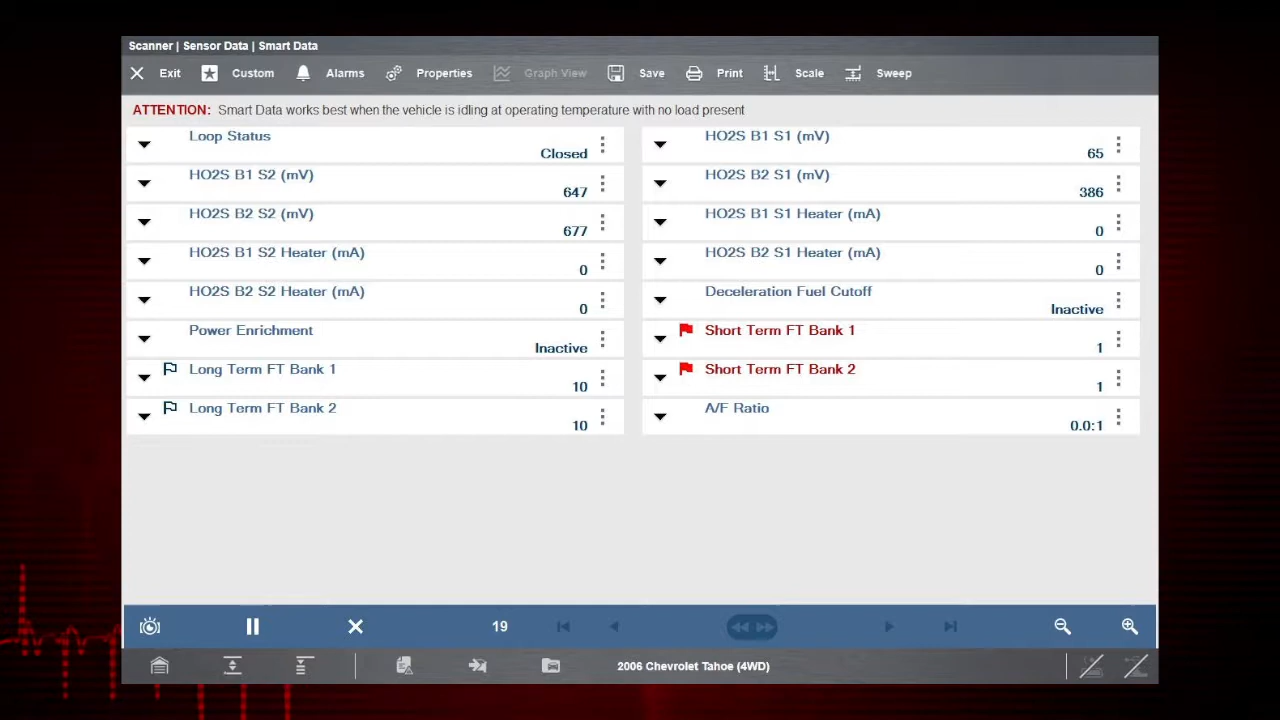 Scanner | Sensor Data | Smart Data
Exit Custom Alarms Properties Graph View Save Print Scale Sweep
ATTENTION: Smart Data works best when the vehicle is idling at operating temperature with no load present
Loop Status
Closed
HO2S B1 S1 (mV)
65
HO2S B1 S2 (mV)
647
HO2S B2 S1 (mV)
386
HO2S B2 S2 (mV)
677
HO2S B1 S1 Heater (mA)
0
HO2S B1 S2 Heater (mA)
0
HO2S B2 S1 Heater (mA)
0
HO2S B2 S2 Heater (mA)
0
Deceleration Fuel Cutoff
Inactive
Power Enrichment
Inactive
Short Term FT Bank 1
1
Long Term FT Bank 1
10
Short Term FT Bank 2
1
Long Term FT Bank 2
10
A/F Ratio
0.0:1
19
2006 Chevrolet Tahoe (4WD)